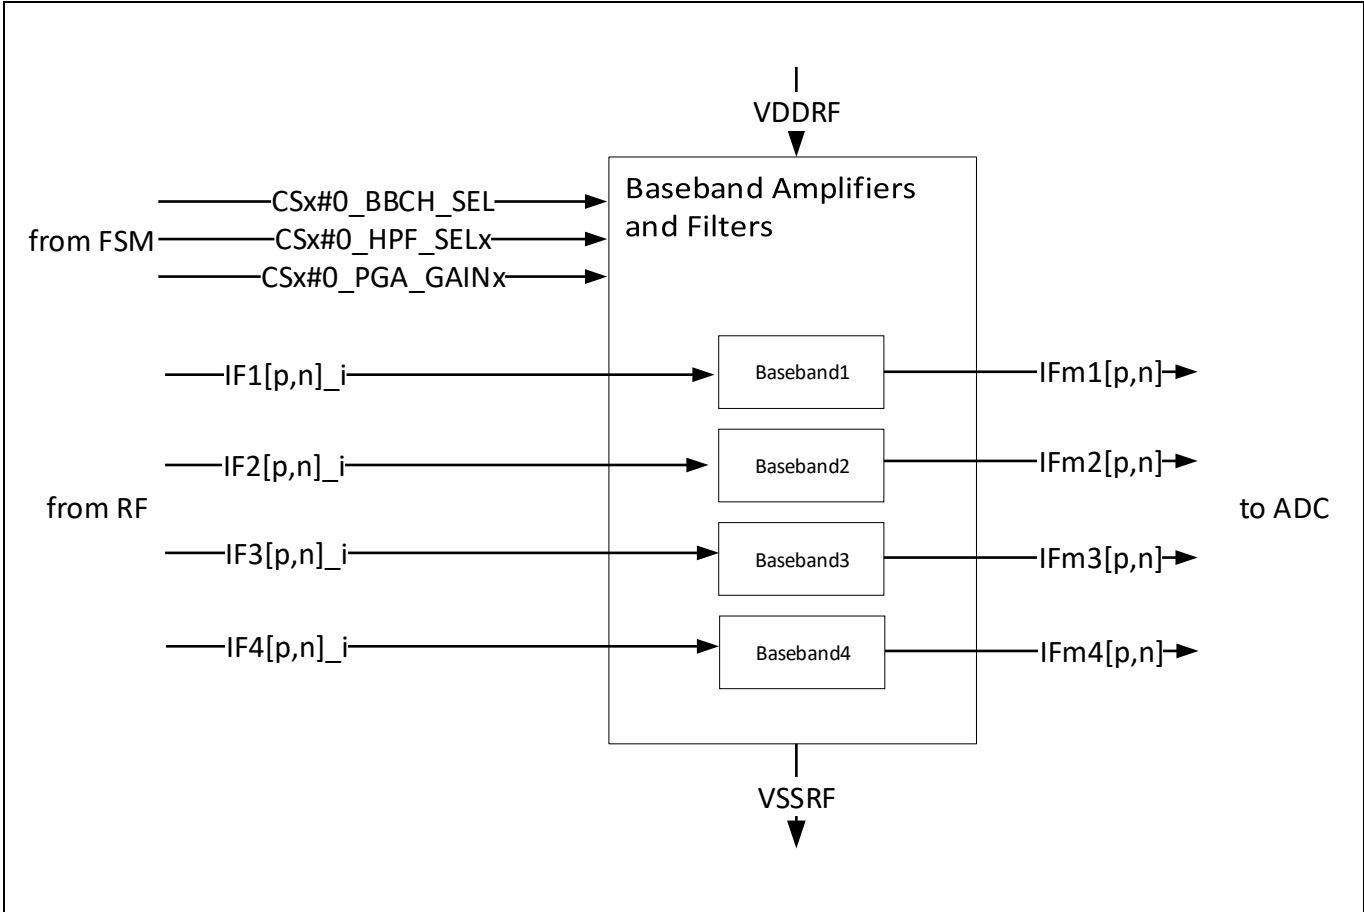 VDDRF
Baseband Amplifiers
and Filters
from FSM
CSx#0_BBCH_SEL
CSx#0_HPF_SELx
CSx#0_PGA_GAINx
from RF
IF1[p,n]_i
Baseband1
IFm1[p,n]
IF2[p,n]_i
Baseband2
IFm2[p,n]
to ADC
IF3[p,n]_i
Baseband3
IFm3[p,n]
IF4[p,n]_i
Baseband4
IFm4[p,n]
VSSRF